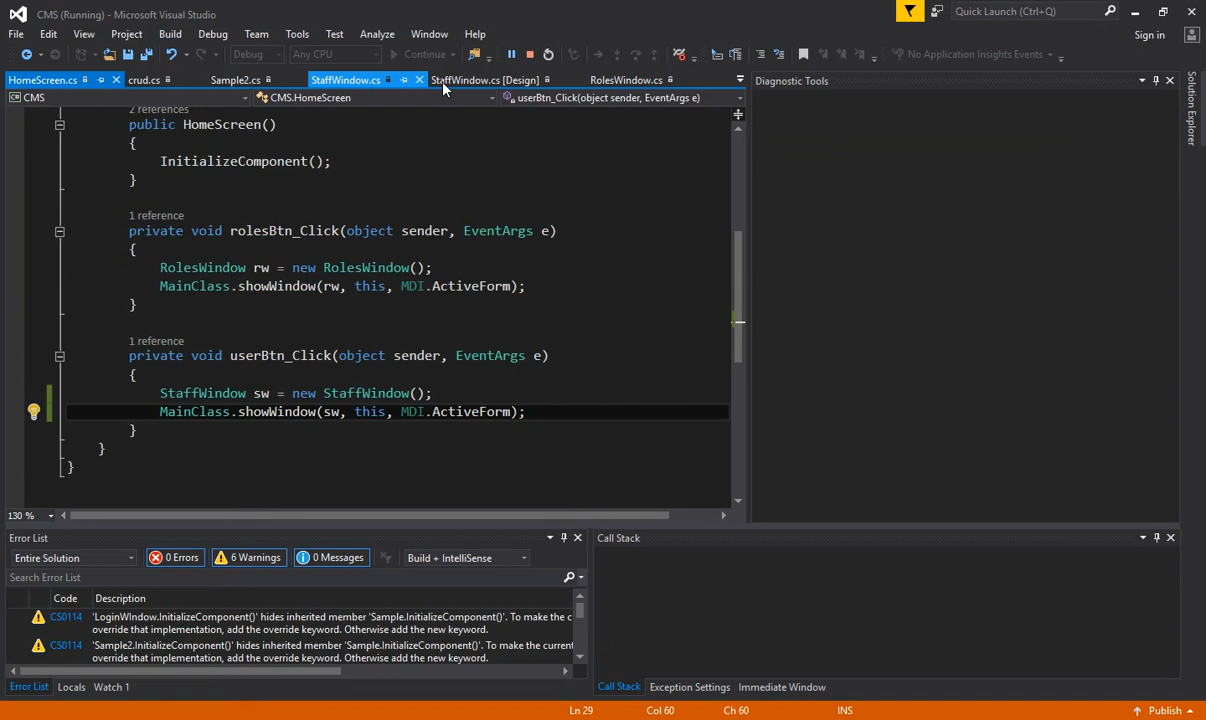 CMS (Running) - Microsoft Visual Studio
Quick Launch (Ctrl+Q)
File Edit View Project Build Debug Team Tools Test Analyze Window Help
Sign in
Debug Any CPU Continue No Application Insights Events
HomeScreen.cs crud.cs Sample2.cs StaffWindow.cs StaffWindow.cs [Design] RolesWindow.cs
Diagnostic Tools
Solution Explorer
CMS CMS.HomeScreen userBtn_Click(object sender, EventArgs e)
2 references
public HomeScreen()
{
InitializeComponent();
}
1 reference
private void rolesBtn_Click(object sender, EventArgs e)
{
RolesWindow rw = new RolesWindow();
MainClass.showWindow(rw, this, MDI.ActiveForm);
}
1 reference
private void userBtn_Click(object sender, EventArgs e)
{
StaffWindow sw = new StaffWindow();
MainClass.showWindow(sw, this, MDI.ActiveForm);
}
}
}
130 %
Error List
Call Stack
Entire Solution 0 Errors 6 Warnings 0 Messages Build + IntelliSense
Search Error List
Code Description
CS0114 'LoginWIndow.InitializeComponent()' hides inherited member 'Sample.InitializeComponent()'. To make the c
override that implementation, add the override keyword. Otherwise add the new keyword.
CS0114 'Sample2.InitializeComponent()' hides inherited member 'Sample.InitializeComponent()'. To make the current
override that implementation, add the override keyword. Otherwise add the new keyword.
Error List Locals Watch 1
Call Stack Exception Settings Immediate Window
Ln 29 Col 60 Ch 60 INS Publish